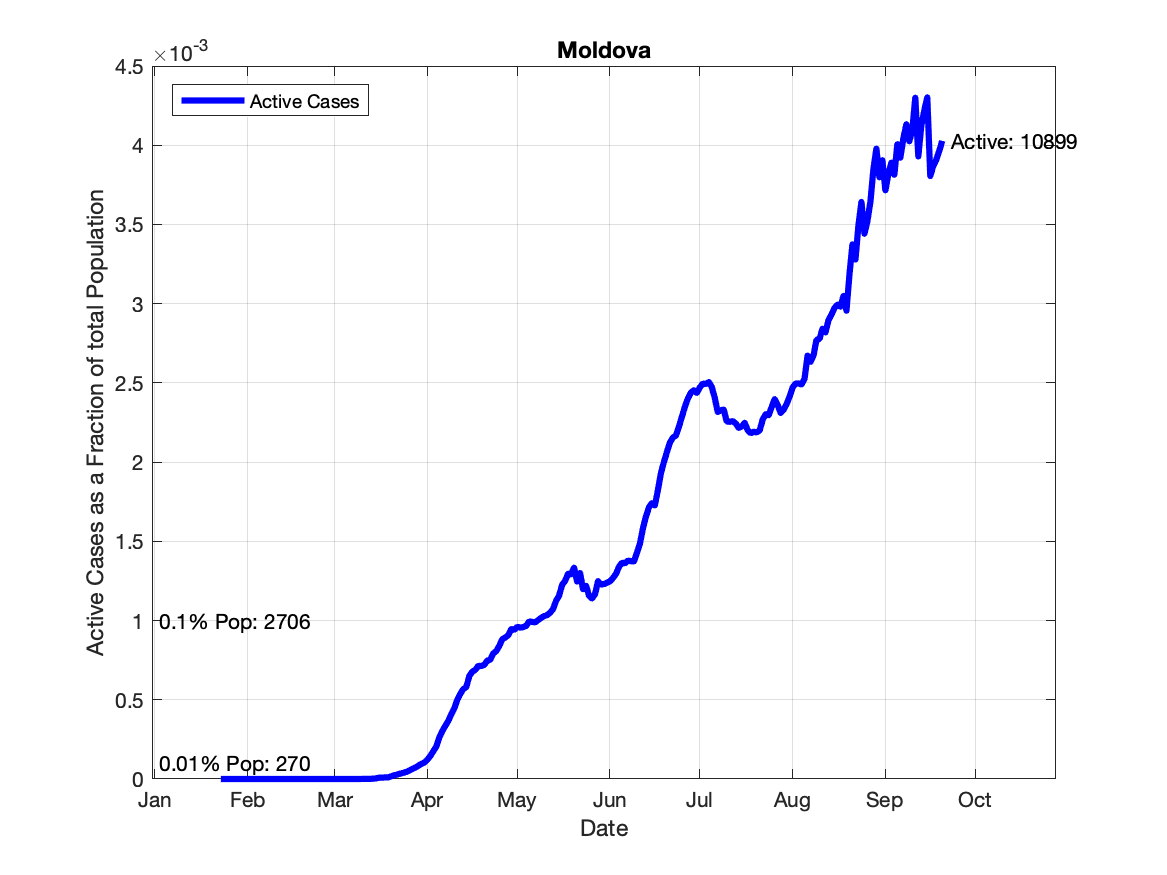 Moldova
×10-3
4.5
4
3.5
3
2.5
2
1.5
1
0.5
0
Active Cases as a Fraction of total Population
Active Cases
Active: 10899
0.1% Pop: 2706
0.01% Pop: 270
Jan Feb Mar Apr May Jun Jul Aug Sep Oct
Date